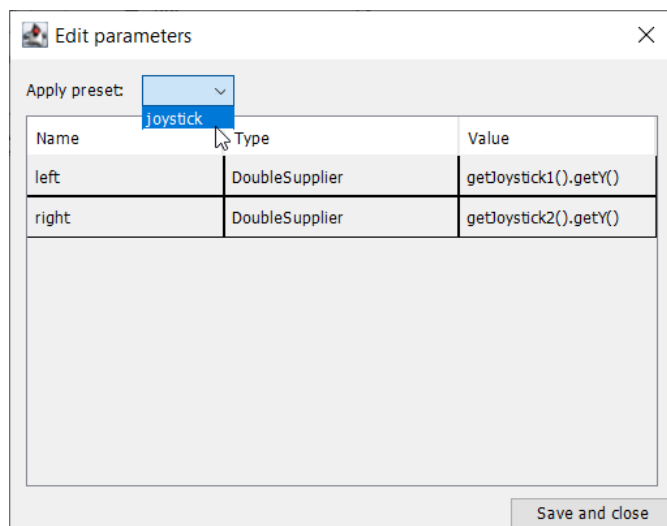 Edit parameters
Apply preset:
joystick
Name Type Value
left DoubleSupplier getJoystick1().getY()
right DoubleSupplier getJoystick2().getY()
Save and close